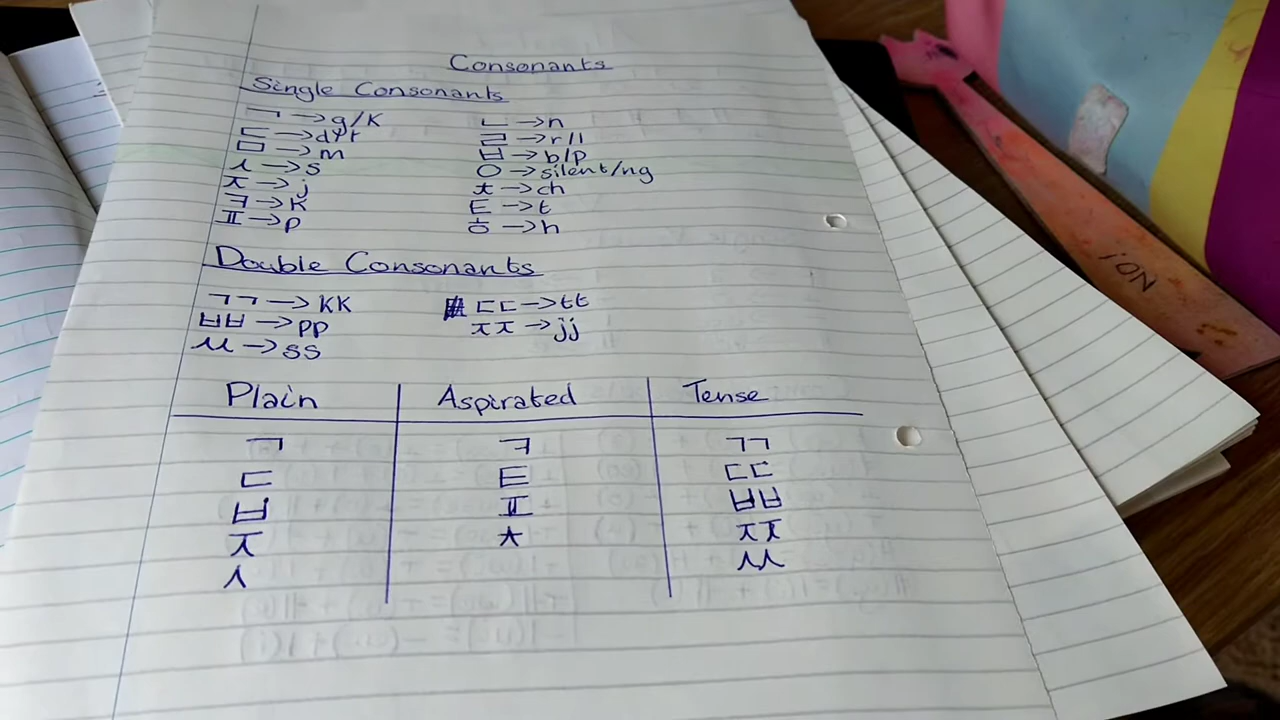 Consonants
Single Consonants
ㄱ → g/k ㄴ → n
ㄷ → d/t ㄹ → r/l
ㅁ → m ㅂ → b/p
ㅅ → s ㅇ → silent/ng
ㅈ → j ㅊ → ch
ㅋ → k ㅌ → t
ㅍ → p ㅎ → h
Double Consonants
ㄲ → kk ㄸ → tt
ㅃ → pp ㅉ → jj
ㅆ → ss
Plain Aspirated Tense
ㄱ ㅋ ㄲ
ㄷ ㅌ ㄸ
ㅂ ㅍ ㅃ
ㅈ ㅊ ㅉ
ㅅ ㅆ